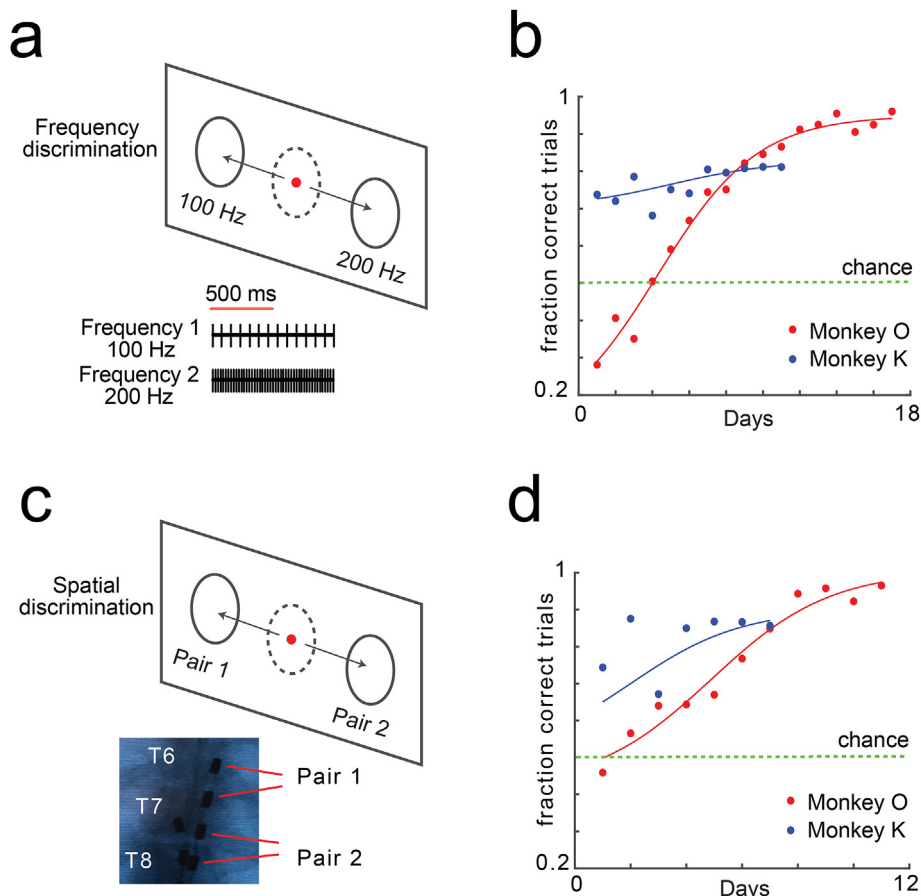 a
Frequency
discrimination
100 Hz
200 Hz
500 ms
Frequency 1
100 Hz
Frequency 2
200 Hz
b
1
fraction correct trials
chance
Monkey O
Monkey K
0.2
0
Days
18
c
Spatial
discrimination
Pair 1
Pair 2
T6
T7
T8
Pair 1
Pair 2
d
1
fraction correct trials
chance
Monkey O
Monkey K
0.2
0
Days
12